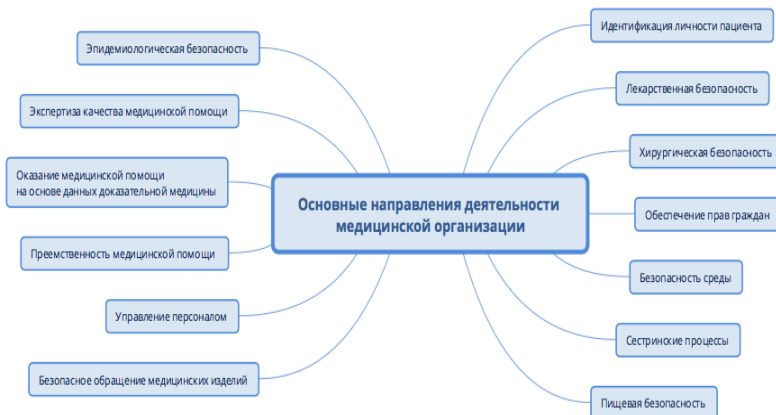 Основные направления деятельности
медицинской организации
Эпидемиологическая безопасность
Экспертиза качества медицинской помощи
Оказание медицинской помощи
на основе данных доказательной медицины
Преемственность медицинской помощи
Управление персоналом
Безопасное обращение медицинских изделий
Идентификация личности пациента
Лекарственная безопасность
Хирургическая безопасность
Обеспечение прав граждан
Безопасность среды
Сестринские процессы
Пищевая безопасность